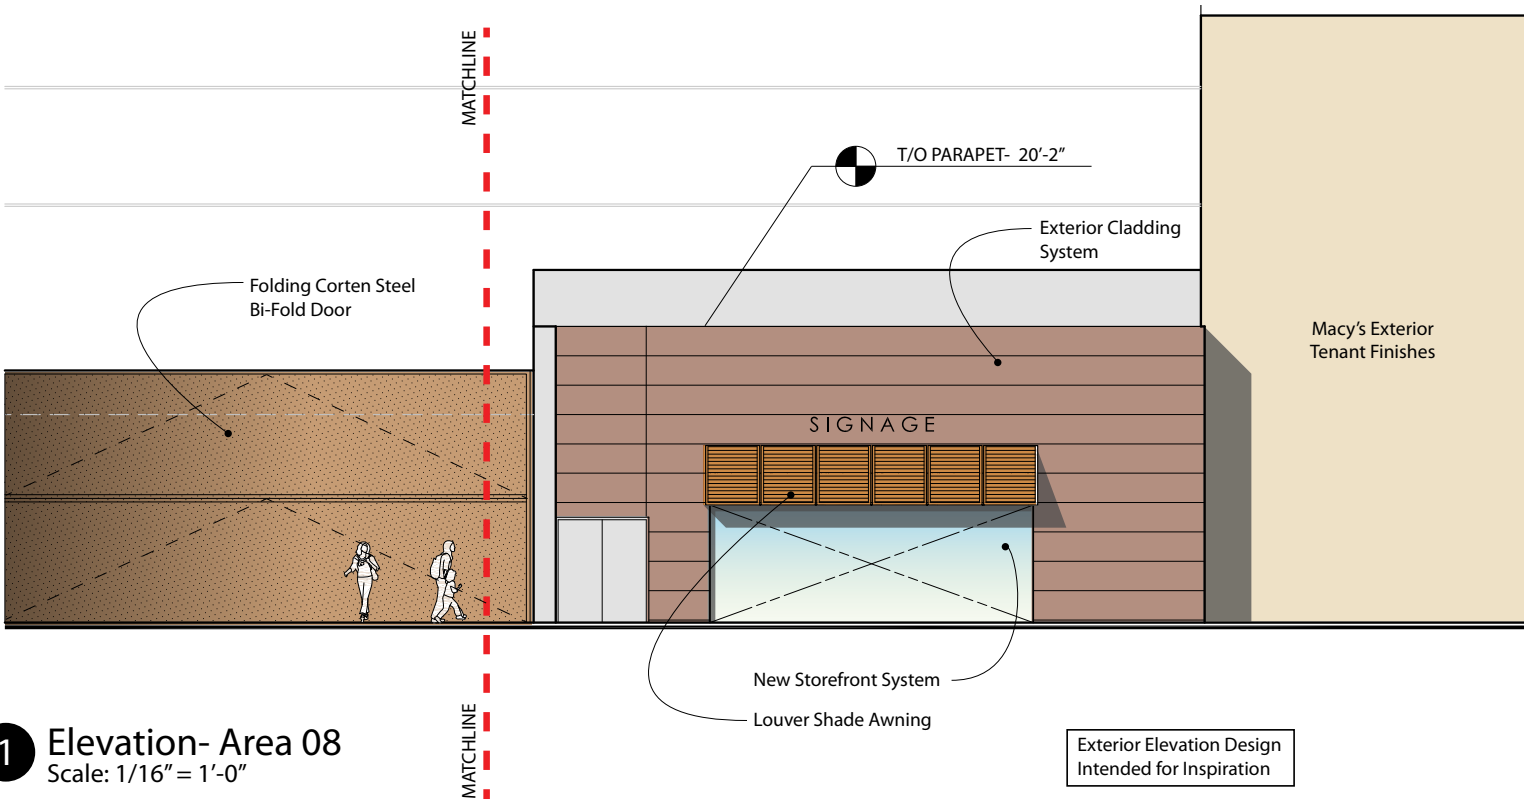 MATCHLINE
T/O PARAPET- 20’-2”
Exterior Cladding
System
Folding Corten Steel
Bi-Fold Door
Macy’s Exterior
Tenant Finishes
SIGNAGE
New Storefront System
Louver Shade Awning
MATCHLINE
1
Elevation- Area 08
Scale: 1/16” = 1’-0”
Exterior Elevation Design
Intended for Inspiration